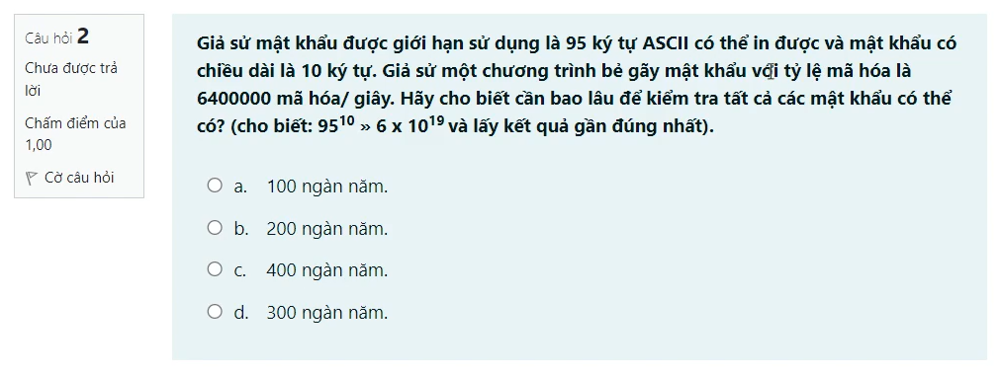 Câu hỏi 2
Chưa được trả
lời
Chấm điểm của
1,00
Cờ câu hỏi
Giả sử mật khẩu được giới hạn sử dụng là 95 ký tự ASCII có thể in được và mật khẩu có
chiều dài là 10 ký tự. Giả sử một chương trình bẻ gãy mật khẩu với tỷ lệ mã hóa là
6400000 mã hóa/ giây. Hãy cho biết cần bao lâu để kiểm tra tất cả các mật khẩu có thể
có? (cho biết: 95¹⁰ » 6 x 10¹⁹ và lấy kết quả gần đúng nhất).
a. 100 ngàn năm.
b. 200 ngàn năm.
c. 400 ngàn năm.
d. 300 ngàn năm.